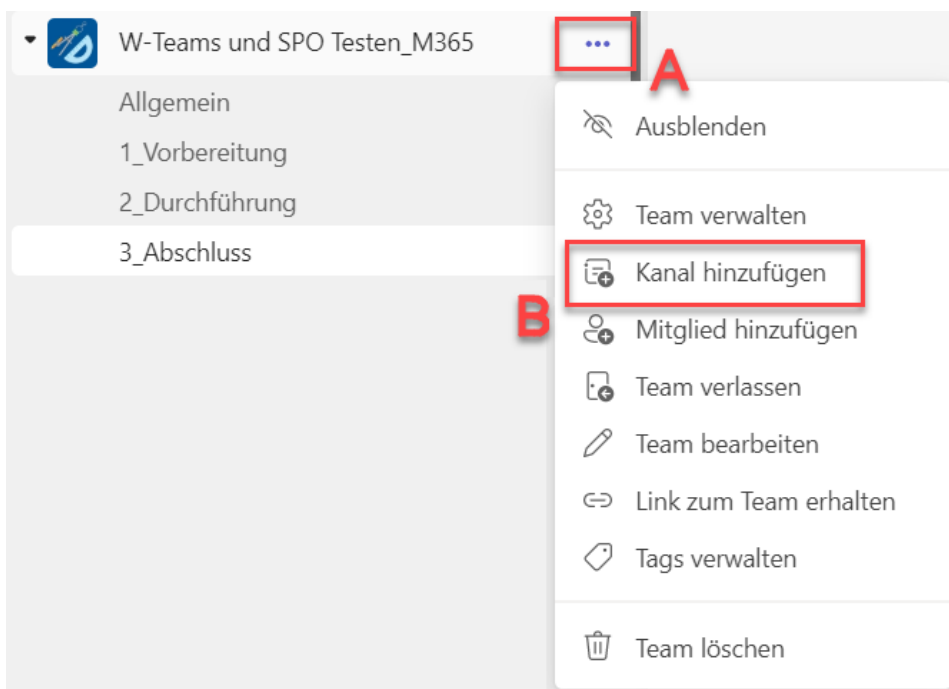 W-Teams und SPO Testen_M365
A
Allgemein
1_Vorbereitung
2_Durchführung
3_Abschluss
B
Ausblenden
Team verwalten
Kanal hinzufügen
Mitglied hinzufügen
Team verlassen
Team bearbeiten
Link zum Team erhalten
Tags verwalten
Team löschen